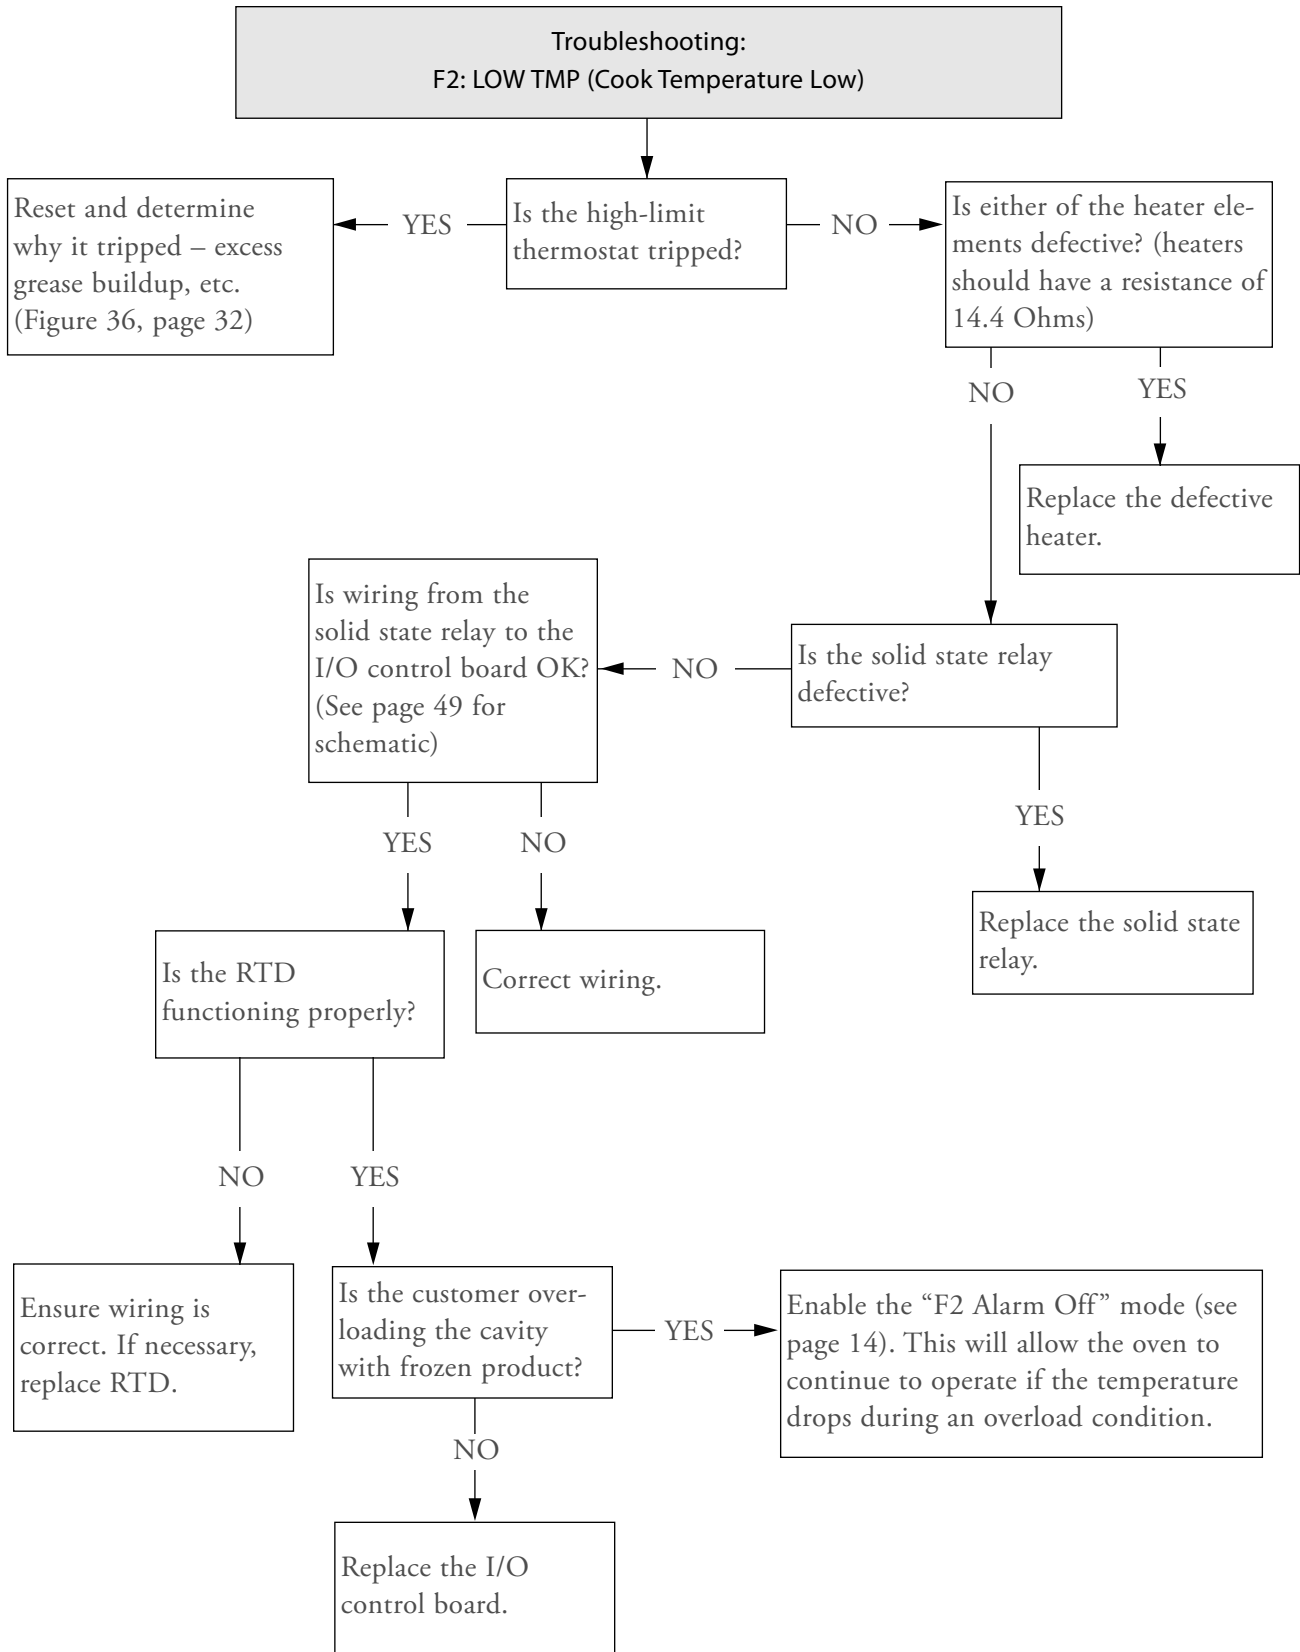 Troubleshooting:
F2: LOW TMP (Cook Temperature Low)
Reset and determine
why it tripped – excess
grease buildup, etc.
(Figure 36, page 32)
YES
Is the high-limit
thermostat tripped?
NO
Is either of the heater ele-
ments defective? (heaters
should have a resistance of
14.4 Ohms)
NO
YES
Replace the defective
heater.
Is wiring from the
solid state relay to the
I/O control board OK?
(See page 49 for
schematic)
NO
Is the solid state relay
defective?
YES
Replace the solid state
relay.
YES
NO
Is the RTD
functioning properly?
Correct wiring.
NO
YES
Ensure wiring is
correct. If necessary,
replace RTD.
Is the customer over-
loading the cavity
with frozen product?
YES
Enable the “F2 Alarm Off” mode (see
page 14). This will allow the oven to
continue to operate if the temperature
drops during an overload condition.
NO
Replace the I/O
control board.